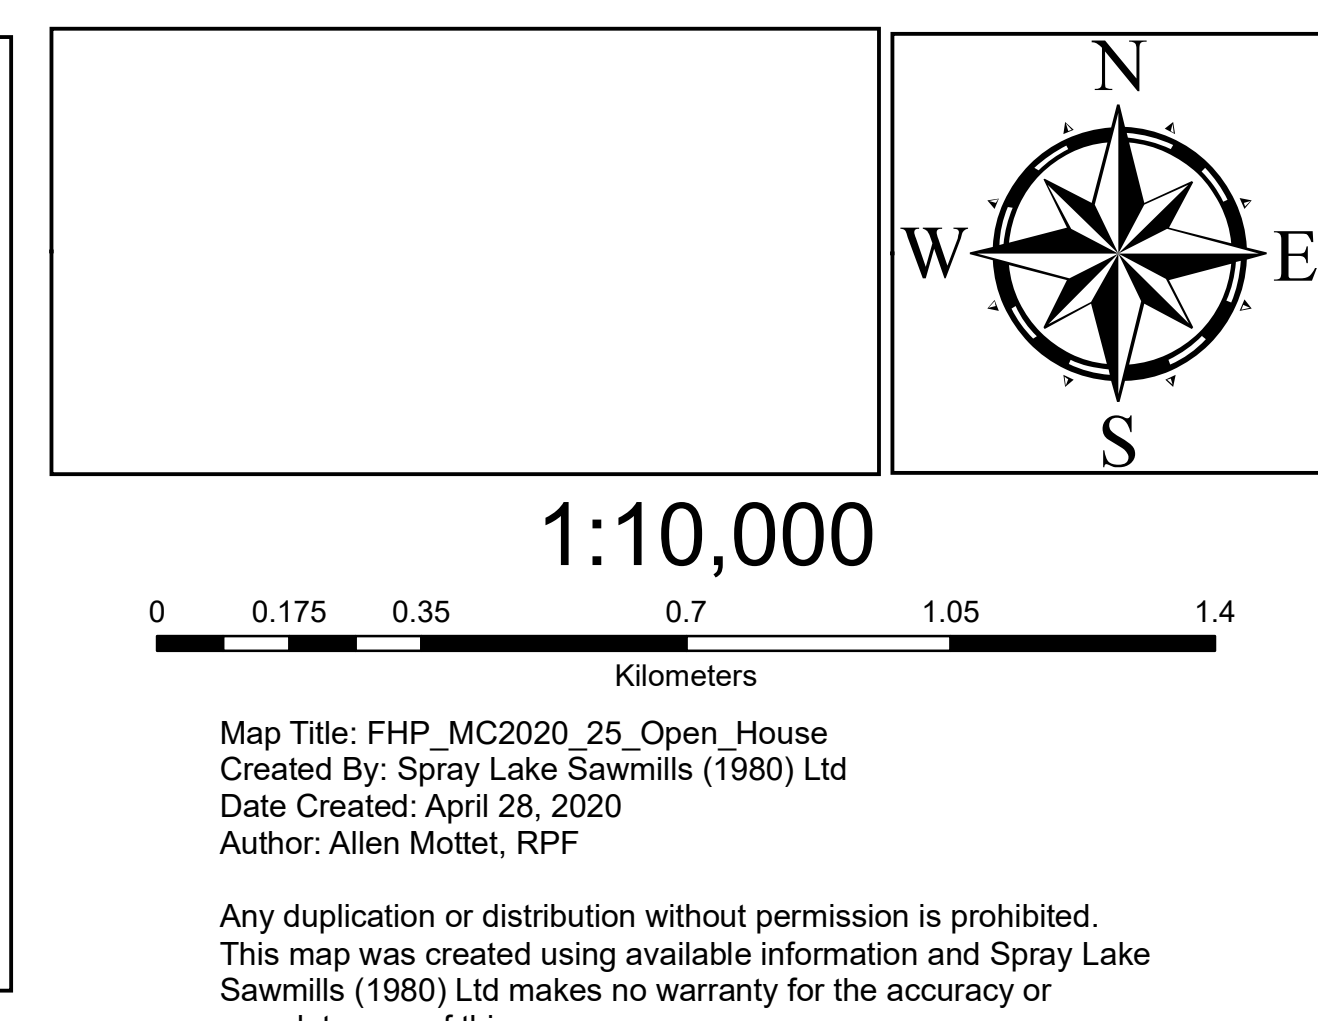 N
W
E
S
1:10,000
0 0.175 0.35 0.7 1.05 1.4
Kilometers
Map Title: FHP_MC2020_25_Open_House
Created By: Spray Lake Sawmills (1980) Ltd
Date Created: April 28, 2020
Author: Allen Mottet, RPF
Any duplication or distribution without permission is prohibited.
This map was created using available information and Spray Lake
Sawmills (1980) Ltd makes no warranty for the accuracy or